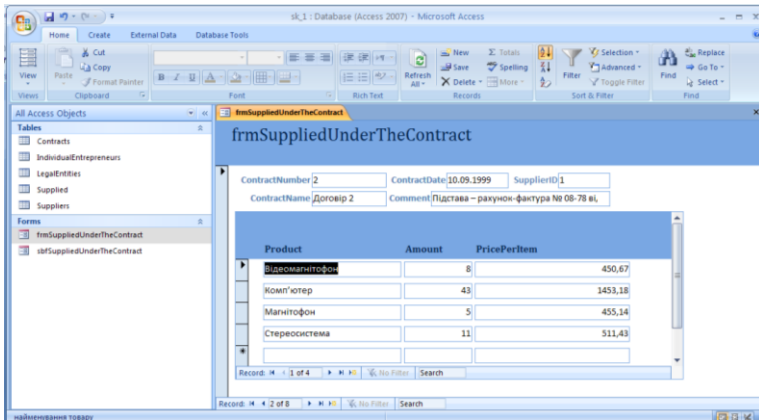 sk_1 : Database (Access 2007) - Microsoft Access
Home Create External Data Database Tools
View
Views
Paste
Cut
Copy
Format Painter
Clipboard
B I U A
Font
Rich Text
Refresh All
New
Save
Delete
Σ Totals
Spelling
More
Records
Filter
Selection
Advanced
Toggle Filter
Sort & Filter
Find
Replace
Go To
Select
Find
All Access Objects
Tables
Contracts
IndividualEntrepreneurs
LegalEntities
Supplied
Suppliers
Forms
frmSuppliedUnderTheContract
sbfSuppliedUnderTheContract
frmSuppliedUnderTheContract
frmSuppliedUnderTheContract
ContractNumber 2 ContractDate 10.09.1999 SupplierID 1
ContractName Договір 2 Comment Підстава – рахунок-фактура № 08-78 ві,
Product Amount PricePerItem
Відеомагнітофон 8 450,67
Комп'ютер 43 1453,18
Магнітофон 5 455,14
Стереосистема 11 511,43
Record: 1 of 4 No Filter Search
Record: 2 of 8 No Filter Search
найменування товару